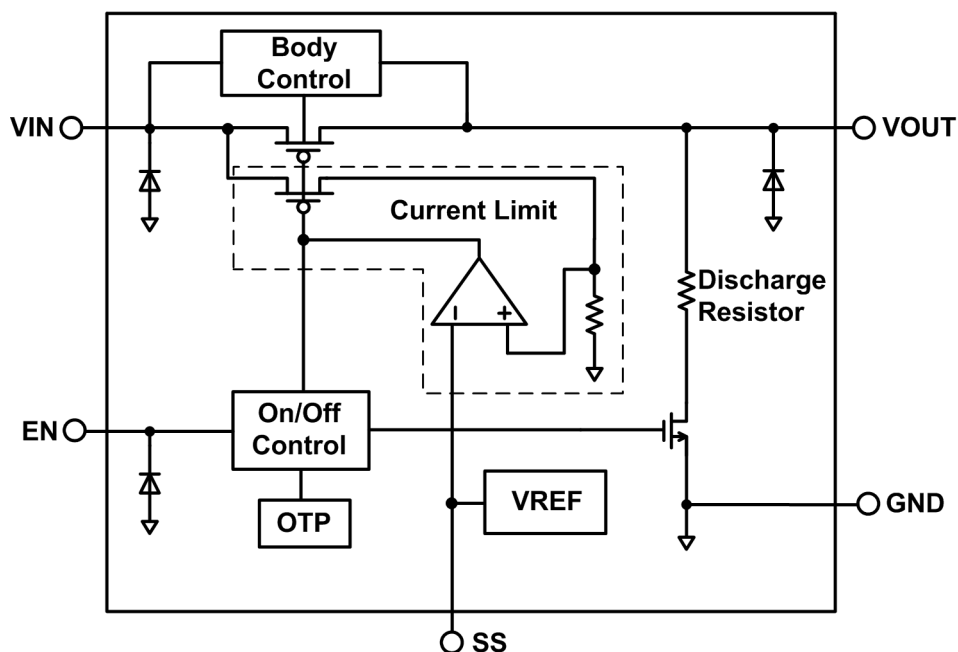 Body
Control
VIN
VOUT
Current Limit
Discharge
Resistor
– +
EN
On/Off
Control
OTP
VREF
GND
SS